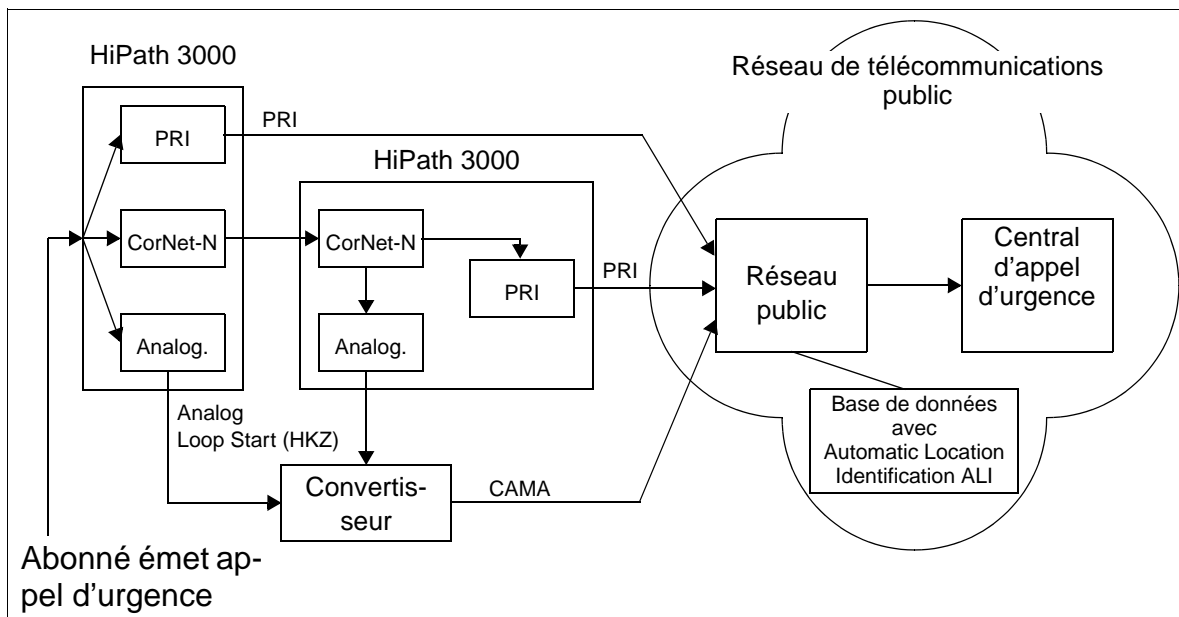 HiPath 3000
Réseau de télécommunications
public
PRI
PRI
HiPath 3000
CorNet-N
CorNet-N
PRI
PRI
Réseau
public
Central
d'appel
d'urgence
Analog.
Analog.
Analog
Loop Start (HKZ)
Base de données
avec
Automatic Location
Identification ALI
Convertis-
seur
CAMA
Abonné émet ap-
pel d'urgence